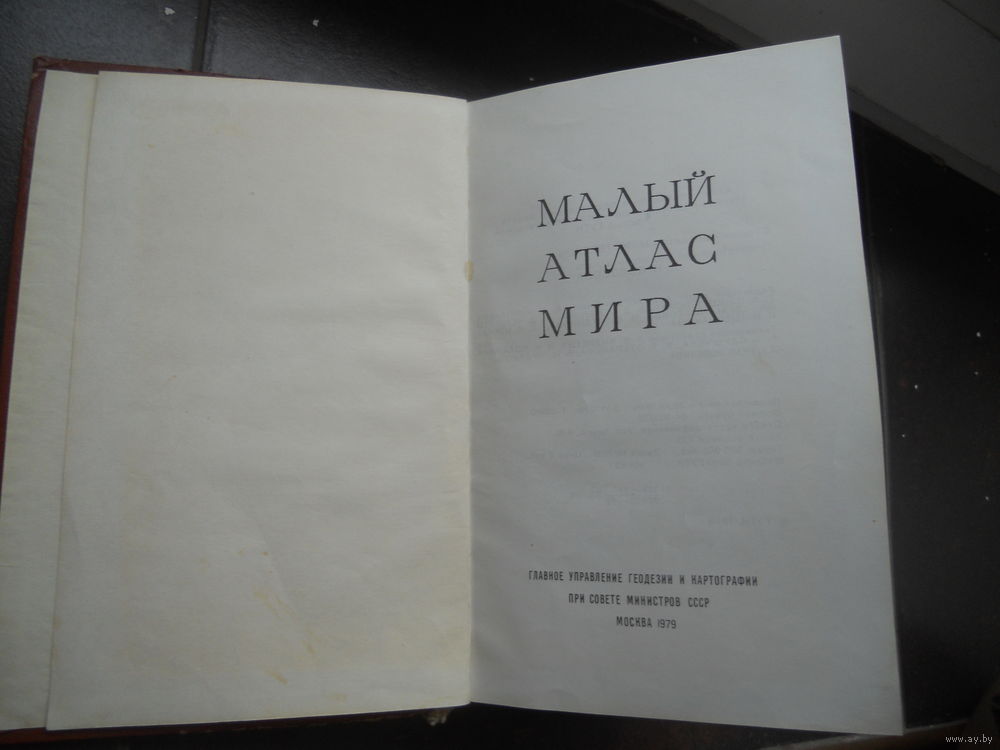 МАЛЫЙ
АТЛАС
МИРА
ГЛАВНОЕ УПРАВЛЕНИЕ ГЕОДЕЗИИ И КАРТОГРАФИИ
ПРИ СОВЕТЕ МИНИСТРОВ СССР
МОСКВА 1979
www.ay.by